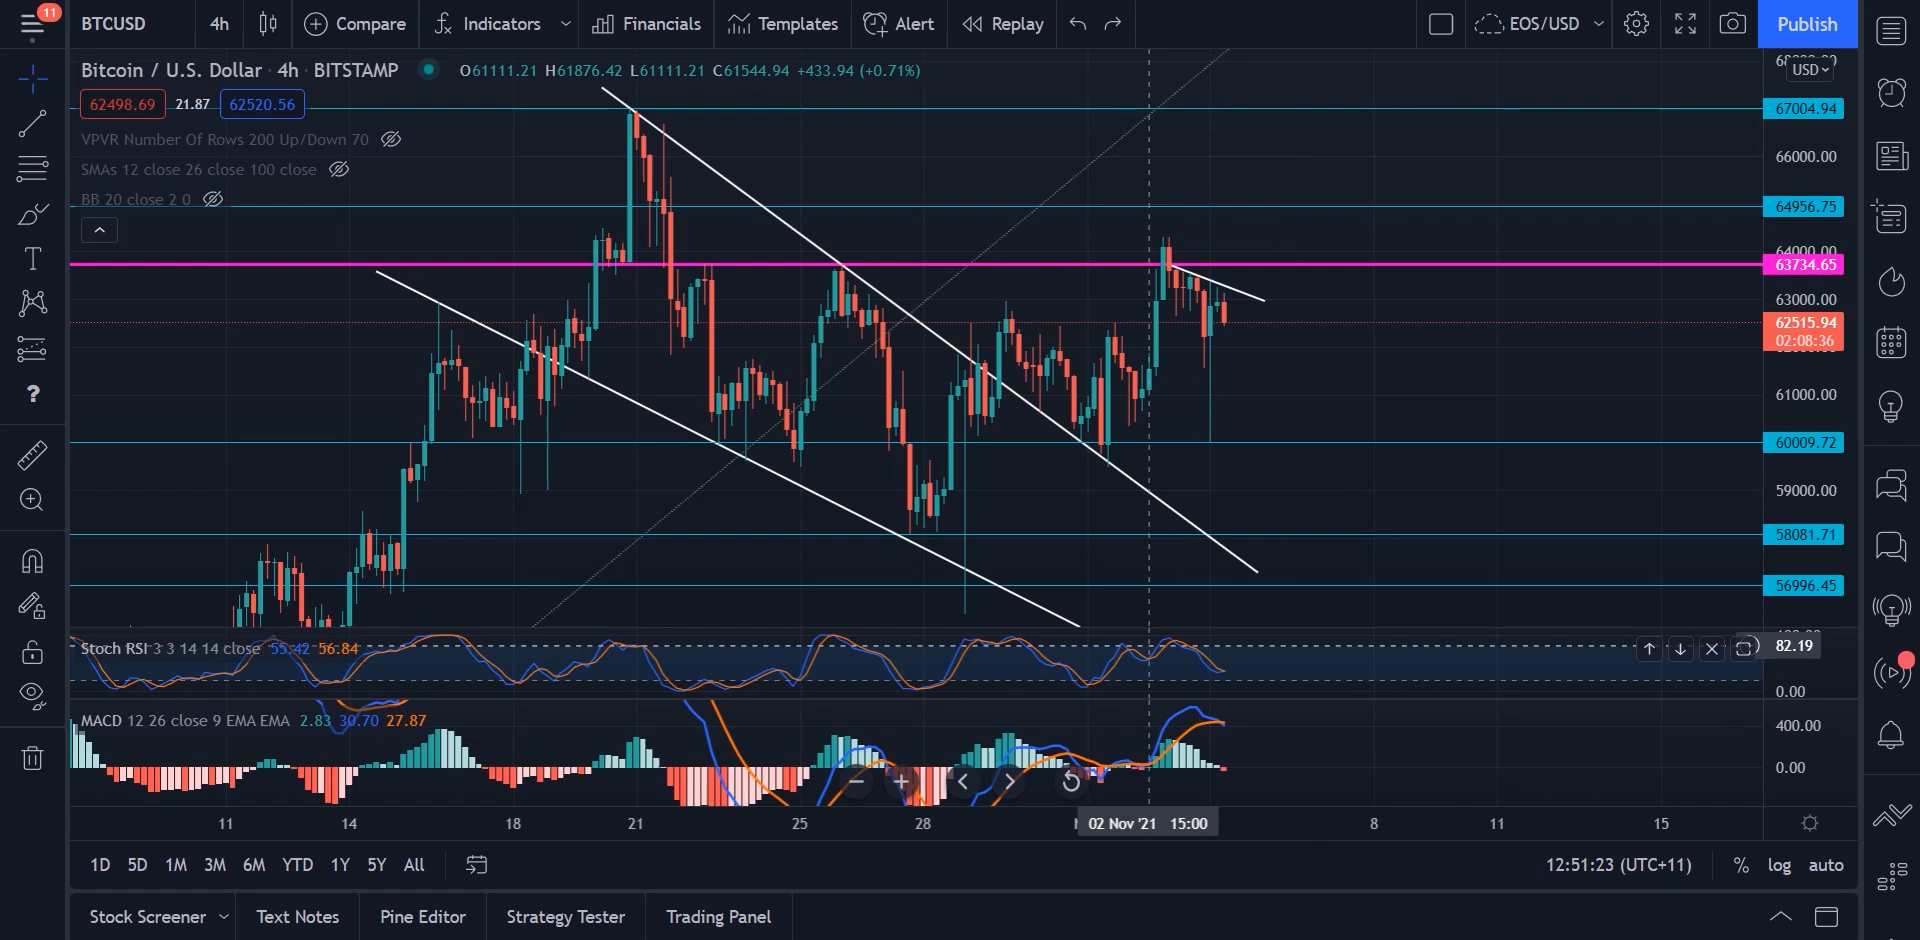 11 BTCUSD 4h Compare Indicators Financials Templates Alert Replay EOS/USD Publish
Bitcoin / U.S. Dollar · 4h · BITSTAMP O61111.21 H61876.42 L61111.21 C61544.94 +433.94 (+0.71%)
USD
62498.69 21.87 62520.56
67004.94
VPVR Number Of Rows 200 Up/Down 70
66000.00
SMAs 12 close 26 close 100 close
BB 20 close 2 0
64956.75
64000.00
63734.65
63000.00
62515.94
02:08:36
61000.00
60009.72
59000.00
58081.71
56996.45
Stoch RSI 3 3 14 14 close 55.42 56.84
82.19
0.00
MACD 12 26 close 9 EMA EMA 2.83 30.70 27.87
400.00
0.00
11 14 18 21 25 28 02 Nov '21 15:00 8 11 15
1D 5D 1M 3M 6M YTD 1Y 5Y All 12:51:23 (UTC+11) % log auto
Stock Screener Text Notes Pine Editor Strategy Tester Trading Panel